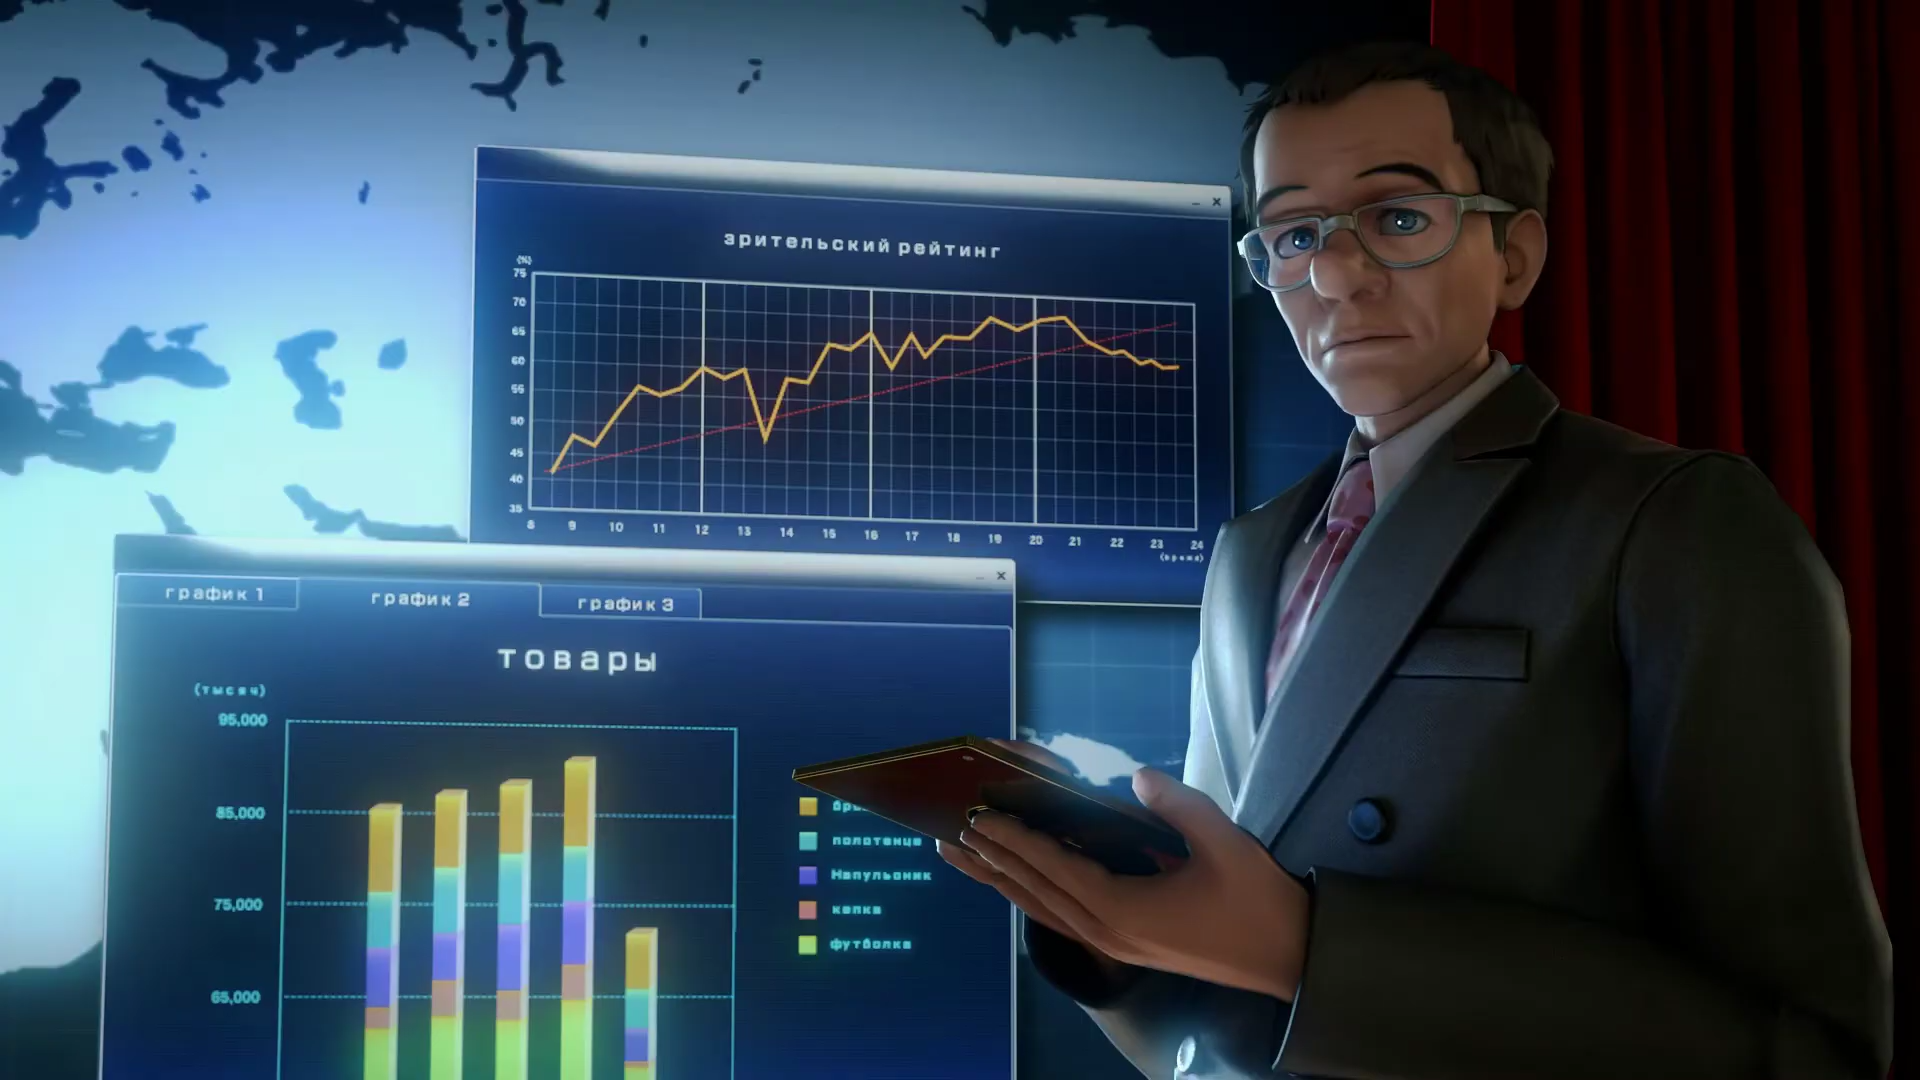 зрительский рейтинг
(%)
75
70
65
60
55
50
45
40
35
8 9 10 11 12 13 14 15 16 17 18 19 20 21 22 23 24
(время)
график 1 график 2 график 3
товары
(тысяч)
95,000
85,000
75,000
65,000
полотенце
Напульсник
кепка
футболка